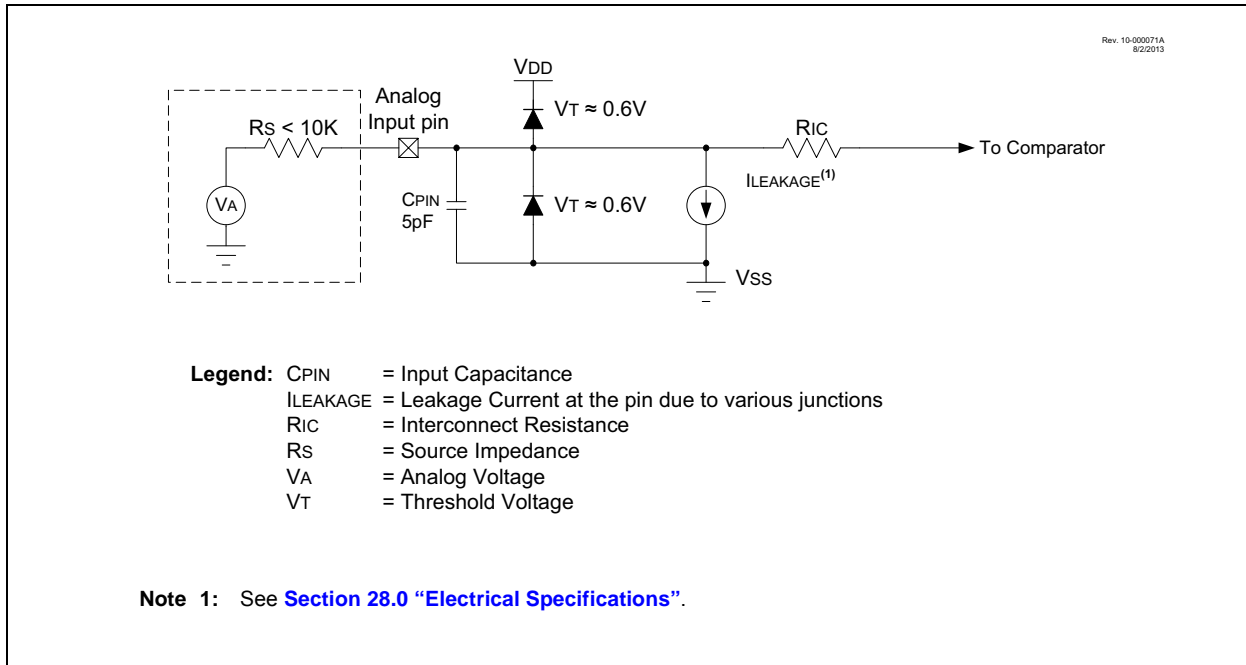 Rev. 10-000071A
8/2/2013
VDD
Analog
Input pin
VT ≈ 0.6V
RS < 10K
RIC
To Comparator
ILEAKAGE(1)
VA
CPIN
5pF
VT ≈ 0.6V
VSS
Legend: CPIN = Input Capacitance
ILEAKAGE = Leakage Current at the pin due to various junctions
RIC = Interconnect Resistance
RS = Source Impedance
VA = Analog Voltage
VT = Threshold Voltage
Note 1: See Section 28.0 “Electrical Specifications”.